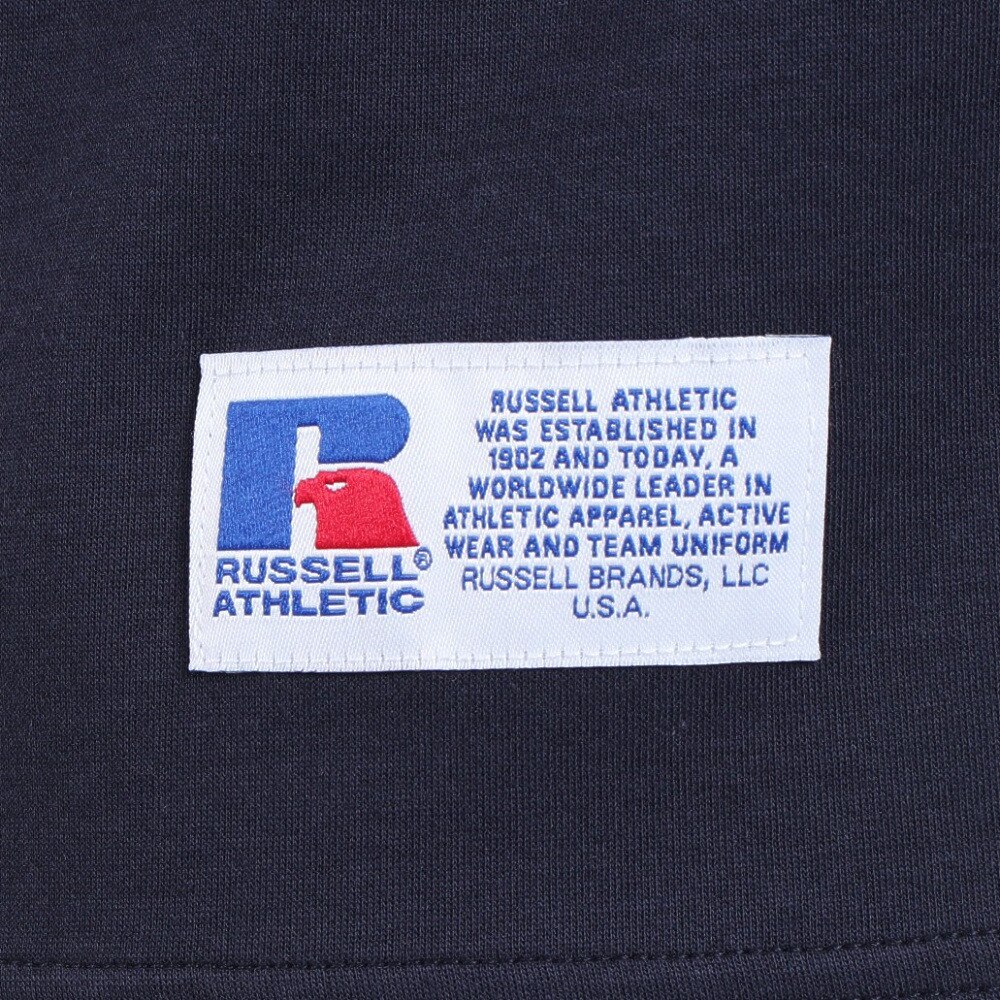 RUSSELL®
ATHLETIC
RUSSELL ATHLETIC
WAS ESTABLISHED IN
1902 AND TODAY, A
WORLDWIDE LEADER IN
ATHLETIC APPAREL, ACTIVE
WEAR AND TEAM UNIFORM
RUSSELL BRANDS, LLC
U.S.A.